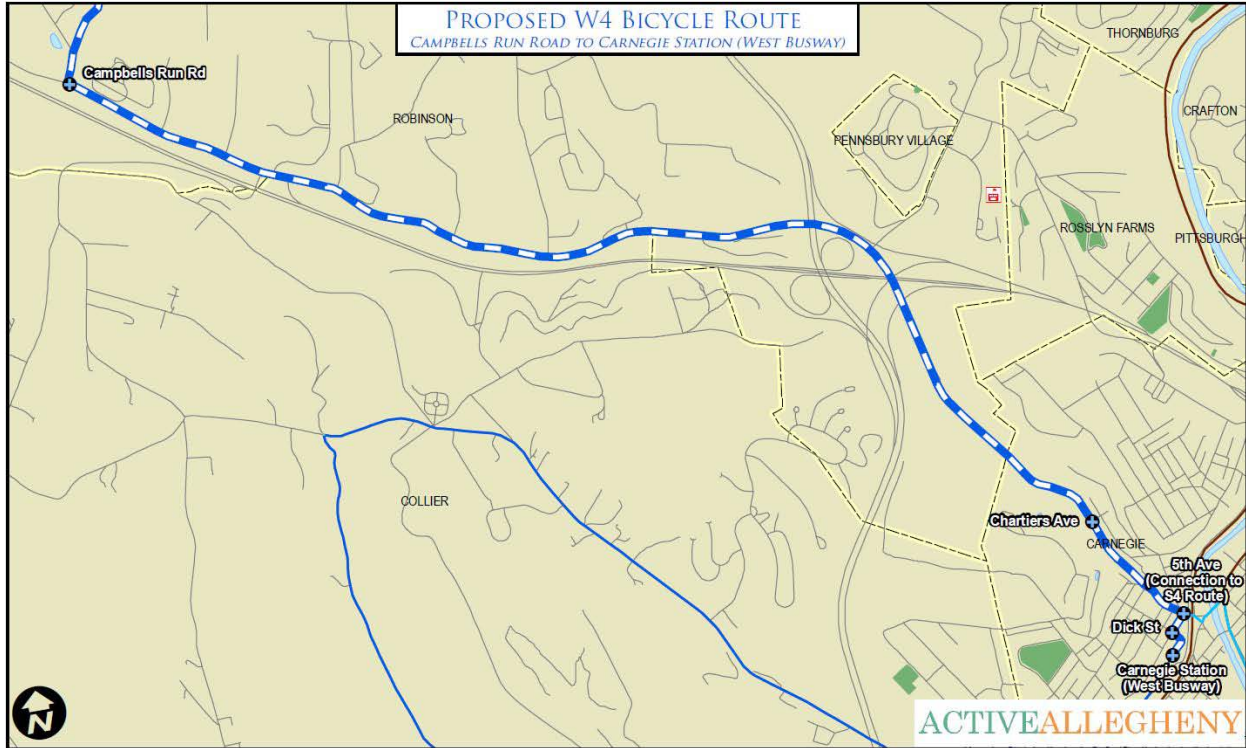 PROPOSED W4 BICYCLE ROUTE
CAMPBELLS RUN ROAD TO CARNEGIE STATION (WEST BUSWAY)
THORNBURG
Campbells Run Rd
CRAFTON
ROBINSON
PENNSBURY VILLAGE
ROSSLYN FARMS
PITTSBURGH
COLLIER
Chartiers Ave
CARNEGIE
5th Ave
(Connection to
S4 Route)
Dick St
Carnegie Station
(West Busway)
N
ACTIVEALLEGHENY